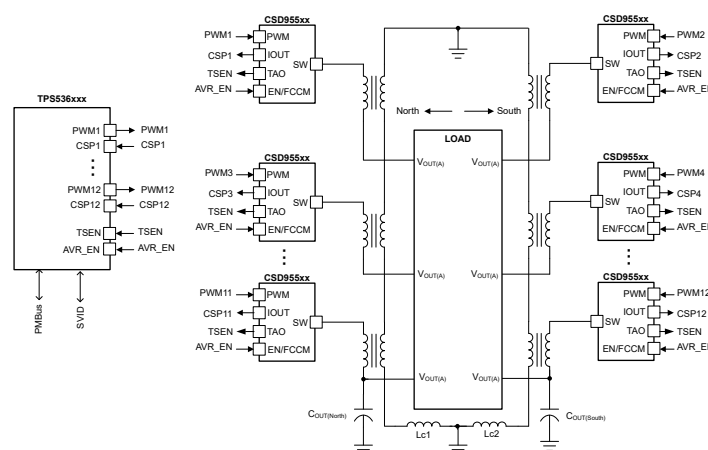 TPS536xxx
PWM1
PWM1
CSP1
CSP1
PWM12
PWM12
CSP12
CSP12
TSEN
TSEN
AVR_EN
AVR_EN
PMBus
SVID
CSD955xx
PWM1
PWM
CSP1
IOUT
SW
TSEN
TAO
AVR_EN
EN/FCCM
CSD955xx
PWM3
PWM
CSP3
IOUT
SW
TSEN
TAO
AVR_EN
EN/FCCM
CSD955xx
PWM11
PWM
CSP11
IOUT
SW
TSEN
TAO
AVR_EN
EN/FCCM
North
South
LOAD
VOUT(A)
VOUT(A)
VOUT(A)
VOUT(A)
VOUT(A)
VOUT(A)
COUT(North)
COUT(South)
Lc1
Lc2
CSD955xx
PWM
PWM2
IOUT
CSP2
SW
TAO
TSEN
EN/FCCM
AVR_EN
CSD955xx
PWM
PWM4
IOUT
CSP4
SW
TAO
TSEN
EN/FCCM
AVR_EN
CSD955xx
PWM
PWM12
IOUT
CSP12
SW
TAO
TSEN
EN/FCCM
AVR_EN